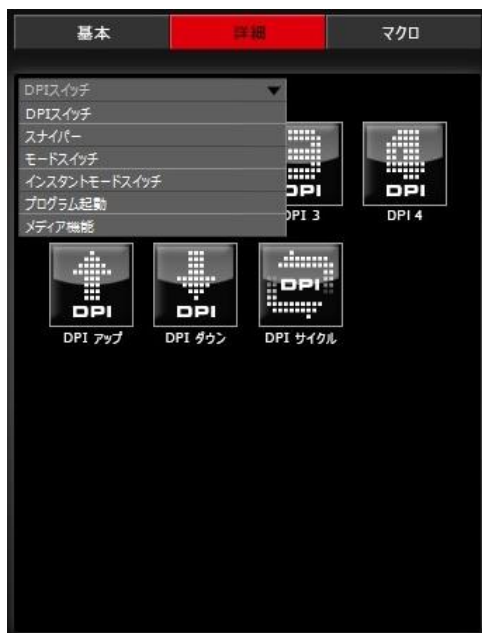 基本 詳細 マクロ
DPIスイッチ
DPIスイッチ
スナイパー
モードスイッチ
インスタントモードスイッチ
プログラム起動
メディア機能
DPI DPI
DPI 3 DPI 4
DPI DPI DPI
DPI アップ DPI ダウン DPI サイクル